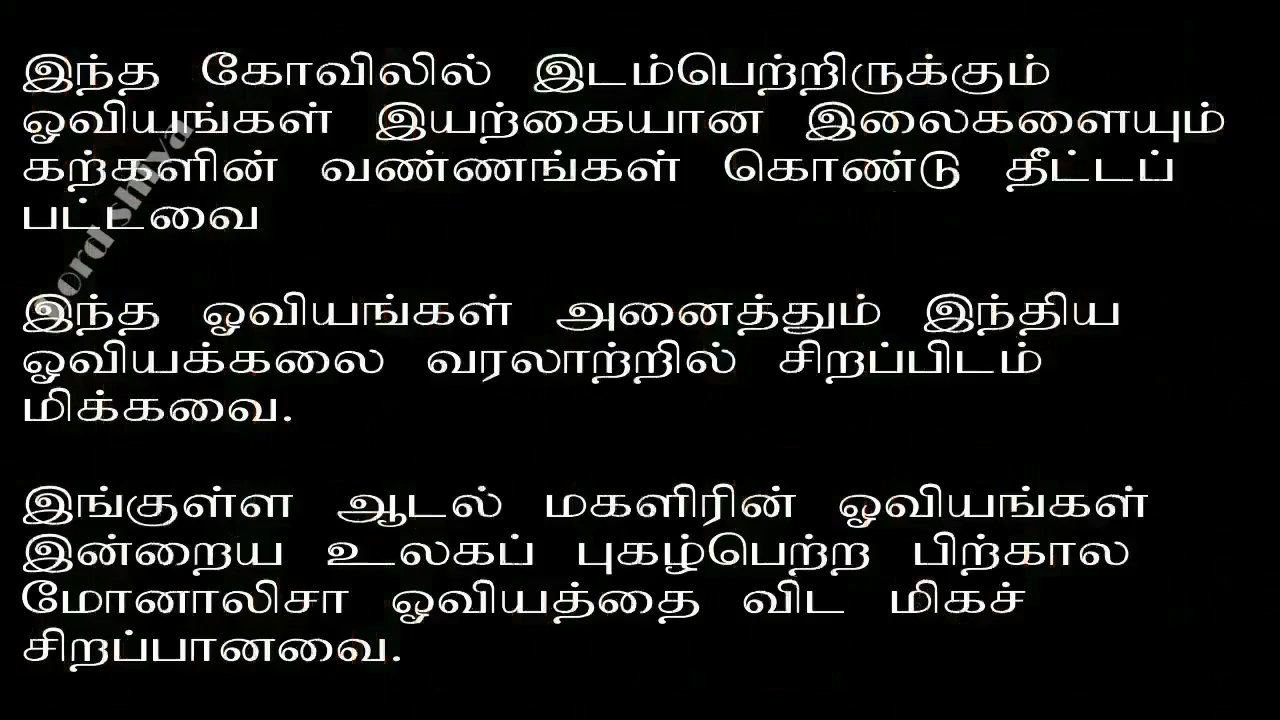 இந்த கோவிலில் இடம்பெற்றிருக்கும்
ஓவியங்கள் இயற்கையான இலைகளையும்
கற்களின் வண்ணங்கள் கொண்டு தீட்டப்
பட்டவை
இந்த ஓவியங்கள் அனைத்தும் இந்திய
ஓவியக்கலை வரலாற்றில் சிறப்பிடம்
மிக்கவை.
இங்குள்ள ஆடல் மகளிரின் ஓவியங்கள்
இன்றைய உலகப் புகழ்பெற்ற பிற்கால
மோனாலிசா ஓவியத்தை விட மிகச்
சிறப்பானவை.
Lord shiva